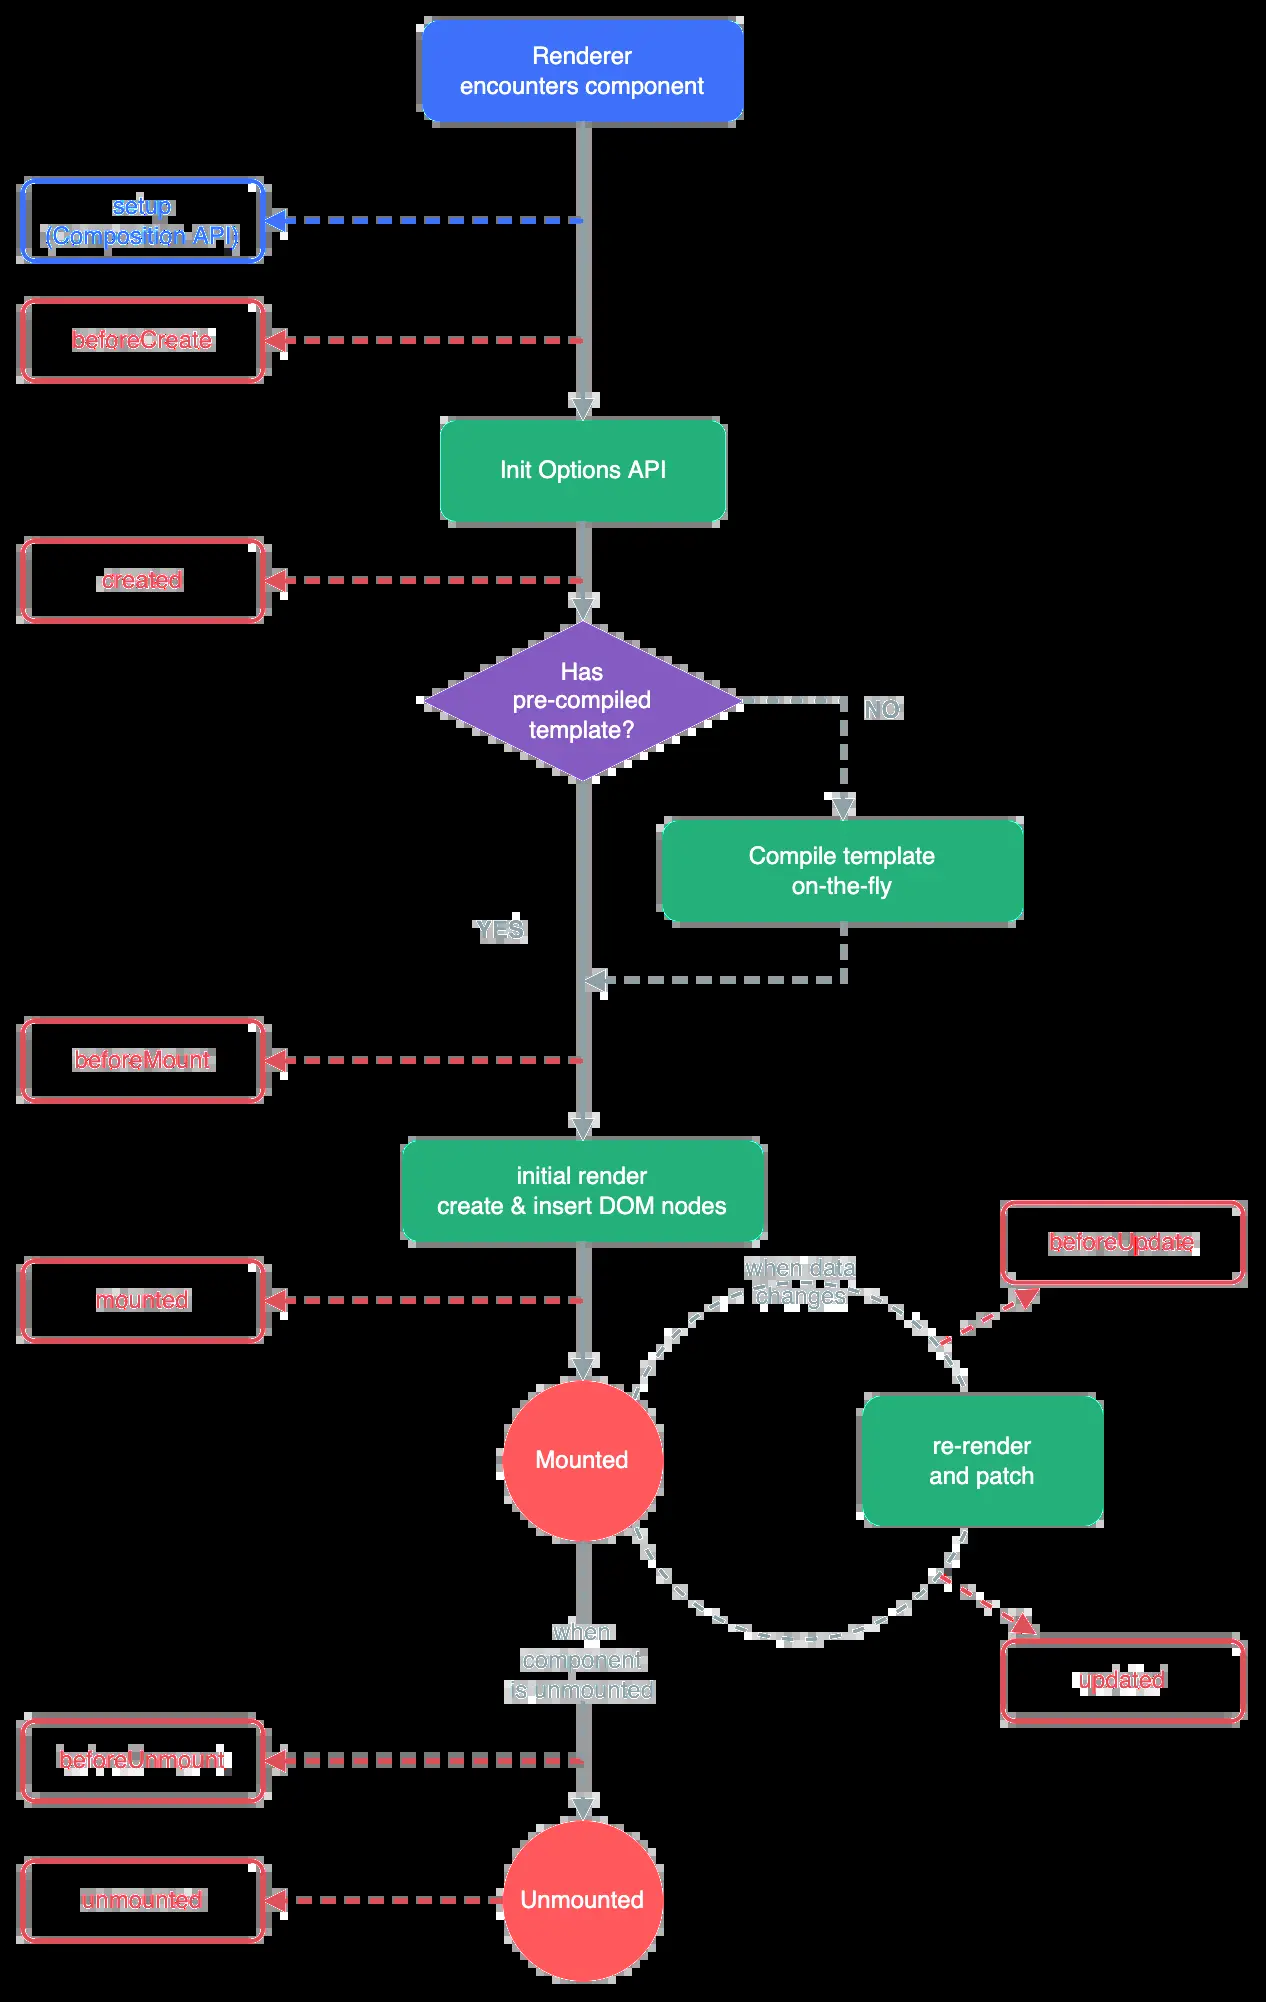 Renderer
encounters component
setup
(Composition API)
beforeCreate
Init Options API
created
Has
pre-compiled
template?
NO
Compile template
on-the-fly
YES
beforeMount
initial render
create & insert DOM nodes
beforeUpdate
when data
changes
mounted
re-render
and patch
Mounted
when
component
is unmounted
updated
beforeUnmount
unmounted
Unmounted